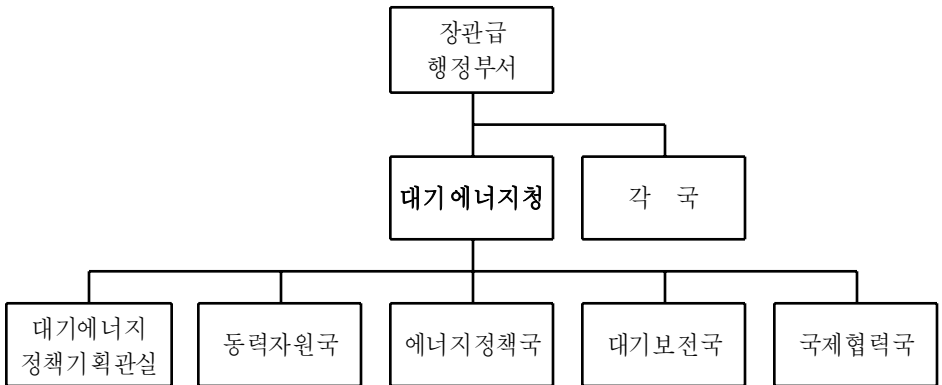 장관급
행정부서
대기에너지청
각 국
대기에너지
정책기획관실
동력자원국
에너지정책국
대기보전국
국제협력국